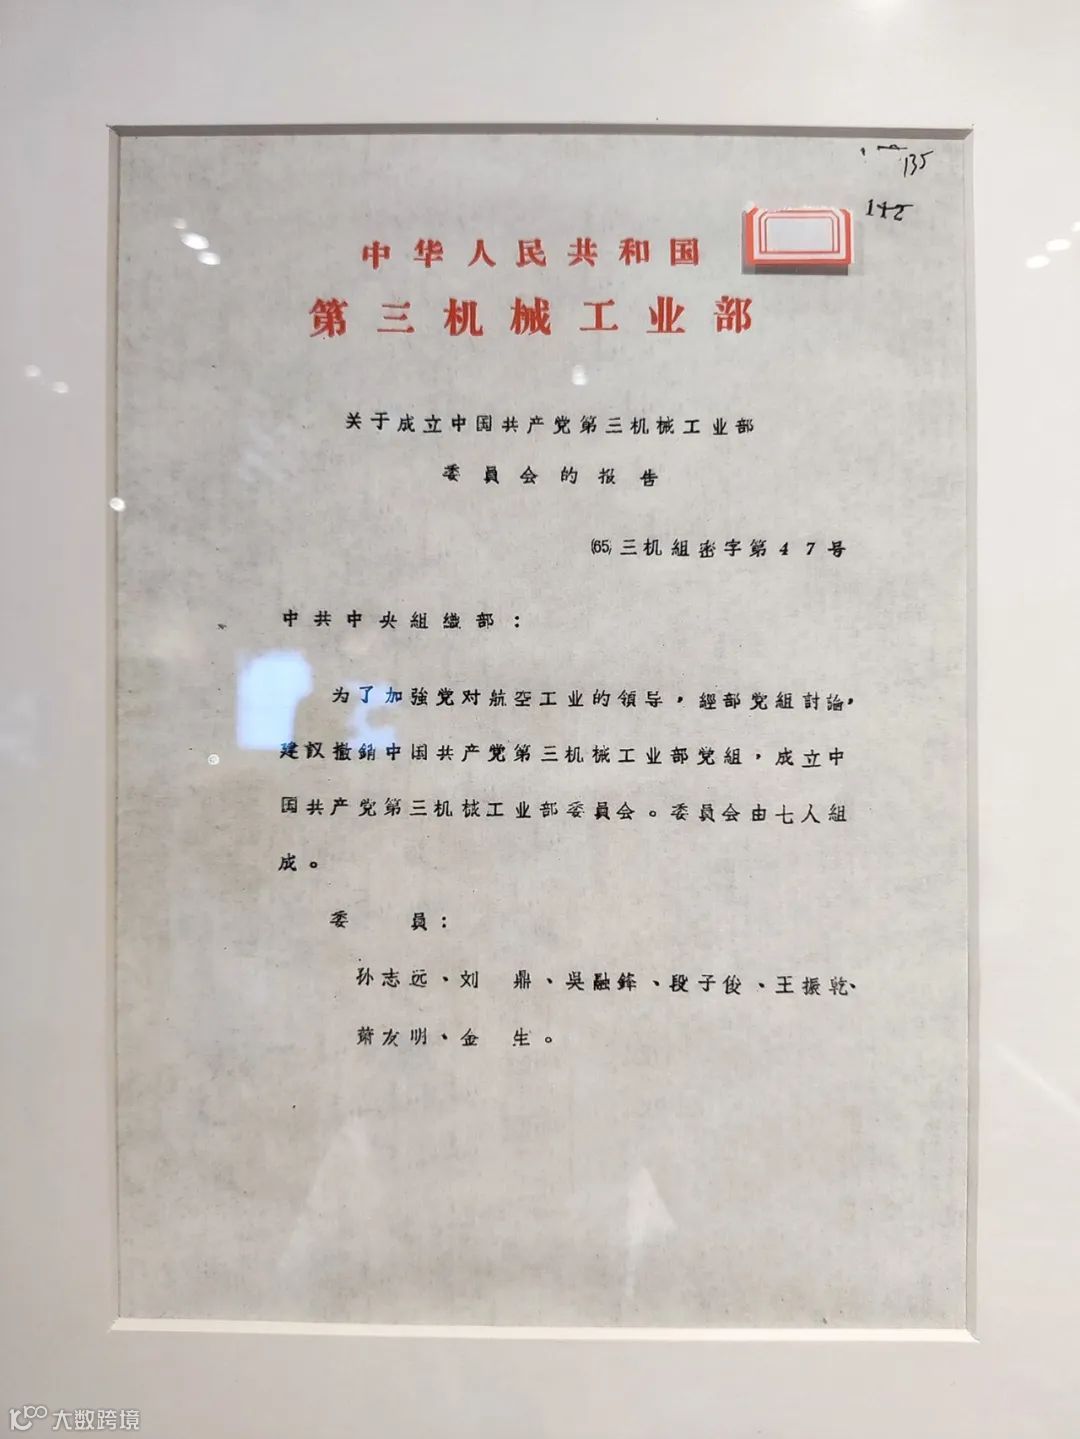 135
142
中华人民共和国
第三机械工业部
关于成立中国共产党第三机械工业部
委員会的报告
(65)三机組密字第47号
中共中央組織部：
为了加強党对航空工业的領导，經部党組討論，
建议撤銷中国共产党第三机械工业部党組，成立中
国共产党第三机械工业部委員会。委員会由七人組
成。
委　員：
孙志远、刘　鼎、吳融鋒、段子俊、王振乾、
萧友明、金　生。
大数跨境